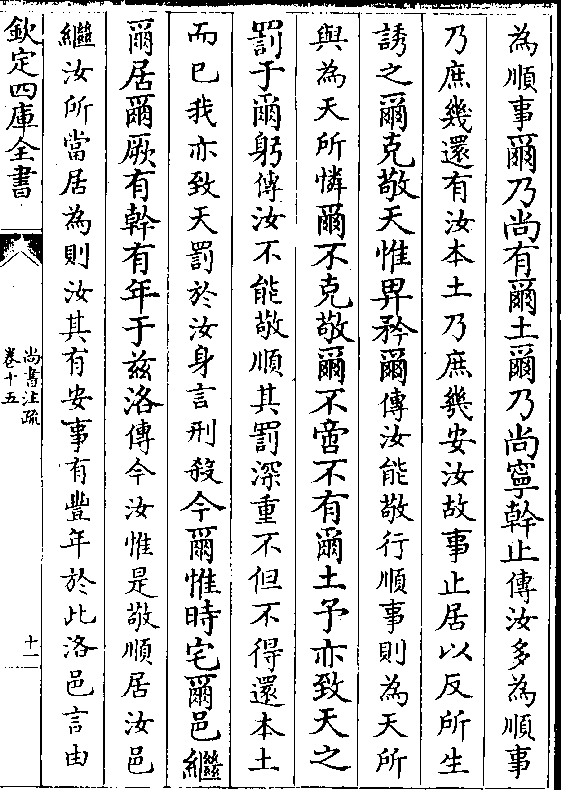 為順事爾乃尚有爾土爾乃尚寧幹止傳汝多為順事
乃庶幾還有汝本土乃庶幾安汝故事止居以反所生
誘之爾克敬天惟畀矜爾傳汝能敬行順事則為天所
與為天所憐爾不克敬爾不啻不有爾土予亦致天之
罰于爾躬傳汝不能敬順其罰深重不但不得還本土
而已我亦致天罰於汝身言刑殺今爾惟時宅爾邑繼
爾居爾厥有幹有年于兹洛傳今汝惟是敬順居汝邑
繼汝所當居為則汝其有安事有豐年於此洛邑言由
欽定四庫全書
尚書注疏
卷十五
十一